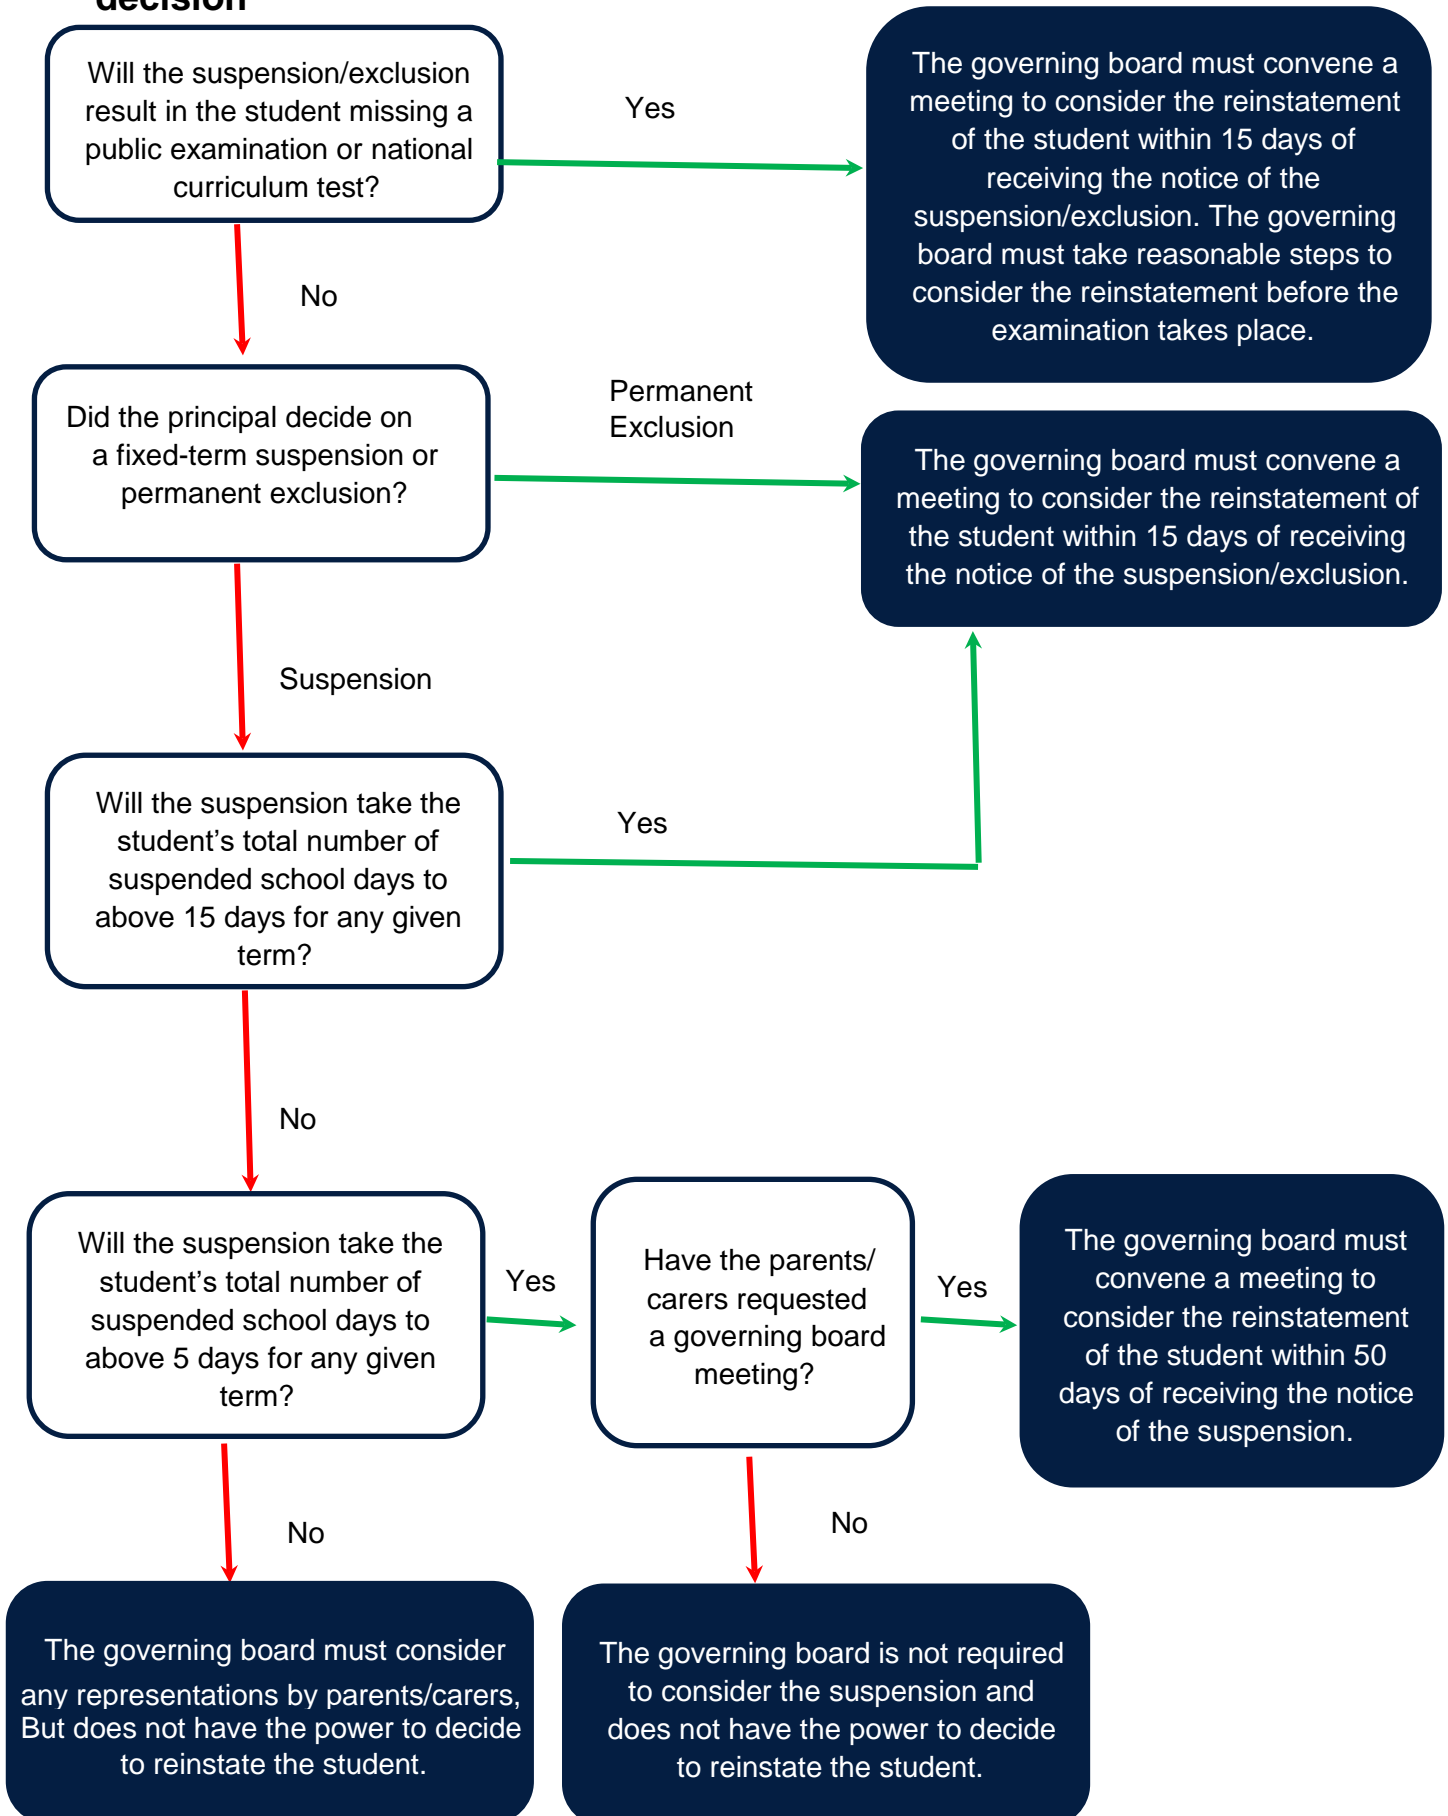 decision
Will the suspension/exclusion
result in the student missing a
public examination or national
curriculum test?
Yes
The governing board must convene a
meeting to consider the reinstatement
of the student within 15 days of
receiving the notice of the
suspension/exclusion. The governing
board must take reasonable steps to
consider the reinstatement before the
examination takes place.
No
Did the principal decide on
a fixed-term suspension or
permanent exclusion?
Permanent
Exclusion
The governing board must convene a
meeting to consider the reinstatement of
the student within 15 days of receiving
the notice of the suspension/exclusion.
Suspension
Will the suspension take the
student’s total number of
suspended school days to
above 15 days for any given
term?
Yes
No
Will the suspension take the
student’s total number of
suspended school days to
above 5 days for any given
term?
Yes
Have the parents/
carers requested
a governing board
meeting?
Yes
The governing board must
convene a meeting to
consider the reinstatement
of the student within 50
days of receiving the notice
of the suspension.
No
No
The governing board must consider
any representations by parents/carers,
But does not have the power to decide
to reinstate the student.
The governing board is not required
to consider the suspension and
does not have the power to decide
to reinstate the student.